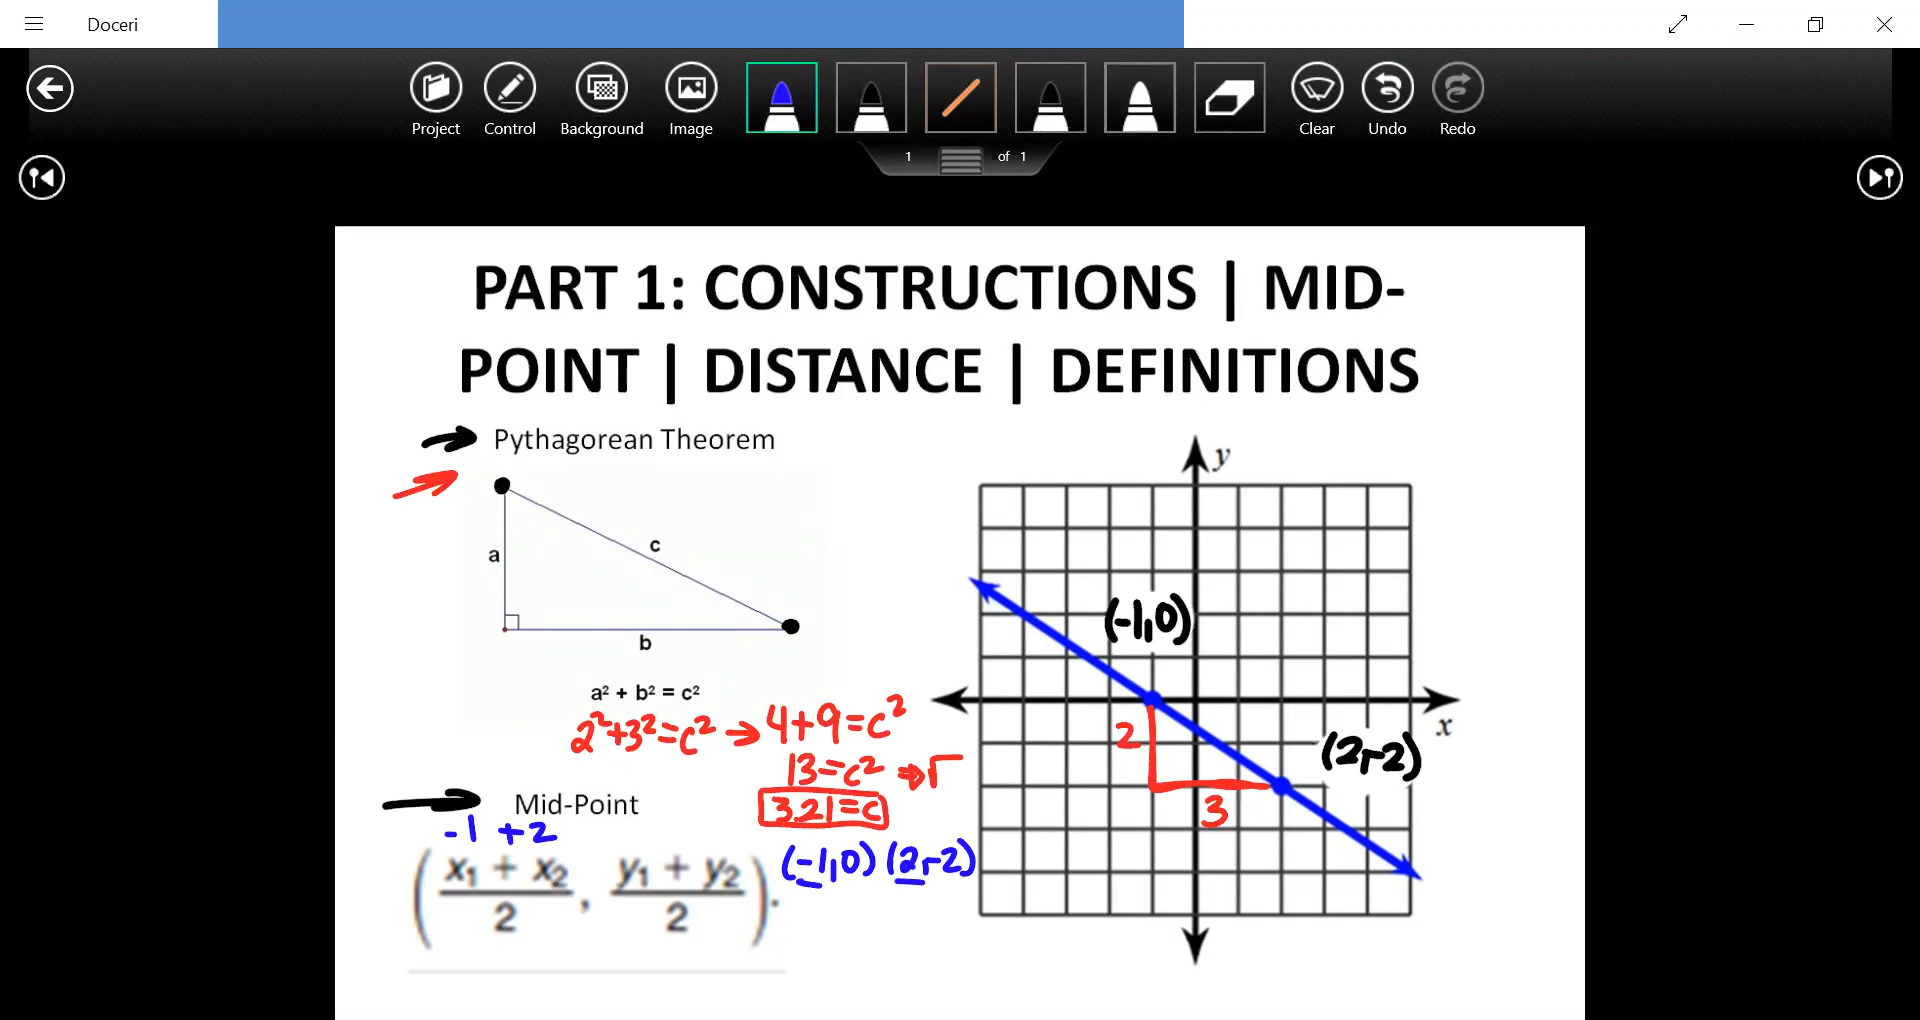 Doceri
Project Control Background Image Clear Undo Redo
1 of 1
PART 1: CONSTRUCTIONS | MID-
POINT | DISTANCE | DEFINITIONS
Pythagorean Theorem
a
c
b
a² + b² = c²
2²+3²=c² → 4+9=c²
13=c² ⇒ √
3.21=c
Mid-Point
-1 +2
(x₁ + x₂ / 2 , y₁ + y₂ / 2).
(-1,0) (2,-2)
y
(-1,0)
x
(2,-2)
2
3